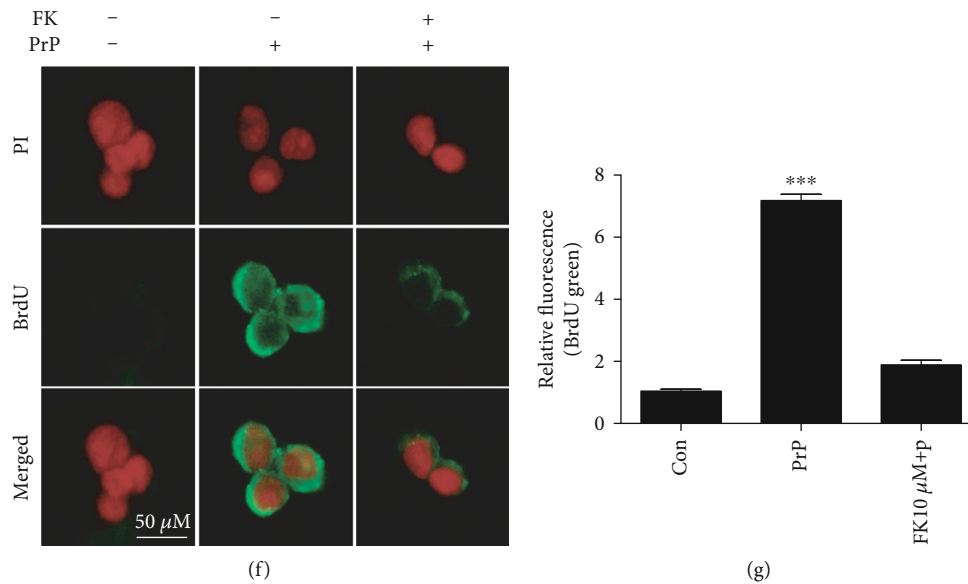 FK − − +
PrP − + +
PI
BrdU
Merged
50 μM
(f)
Relative fluorescence
(BrdU green)
8
6
4
2
0
***
Con
PrP
FK10 μM+p
(g)